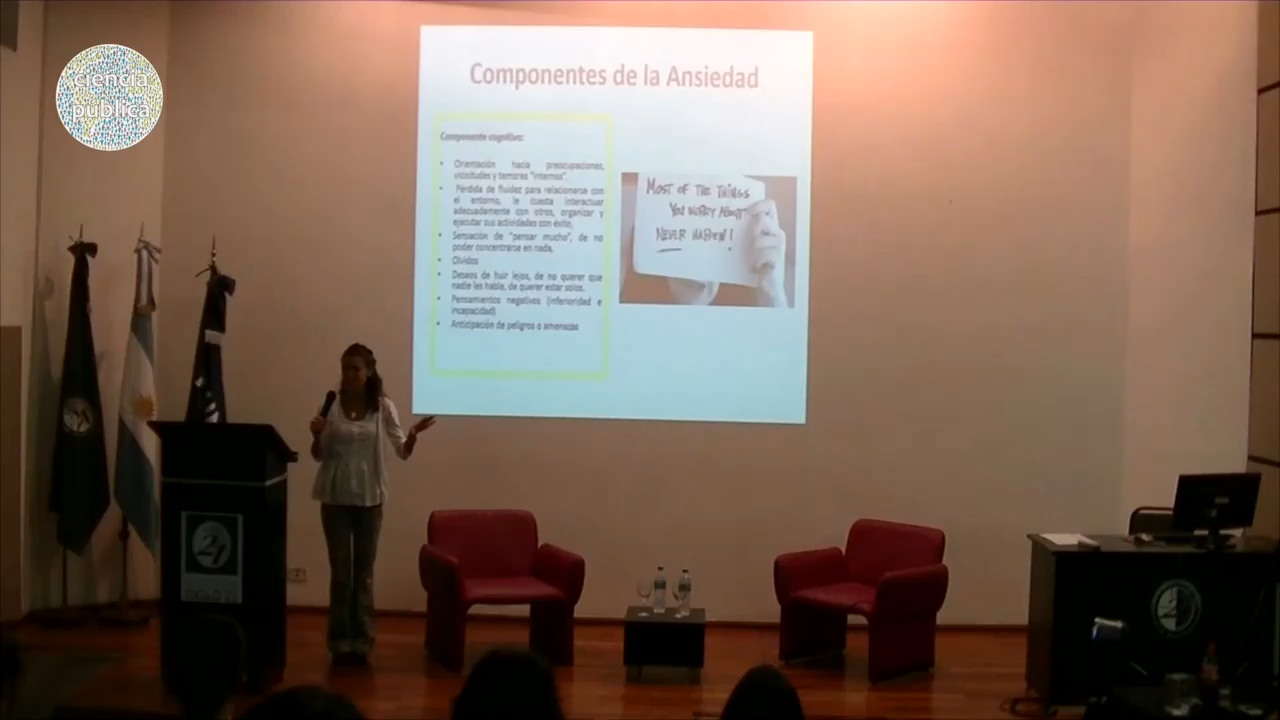 ciencia
pública
Componentes de la Ansiedad
Componente cognitivo:
• Orientación hacia preocupaciones,
vicisitudes y temores "internos".
• Pérdida de fluidez para relacionarse con
el entorno, le cuesta interactuar
adecuadamente con otros, organizar y
ejecutar sus actividades con éxito,
• Sensación de "pensar mucho", de no
poder concentrarse en nada,
• Olvidos
• Deseos de huir lejos, de no querer que
nadie les hable, de querer estar solos.
• Pensamientos negativos (inferioridad e
incapacidad)
• Anticipación de peligros o amenazas
MOST OF THE THINGS
YOU WORRY ABOUT
NEVER HAPPEN!
21